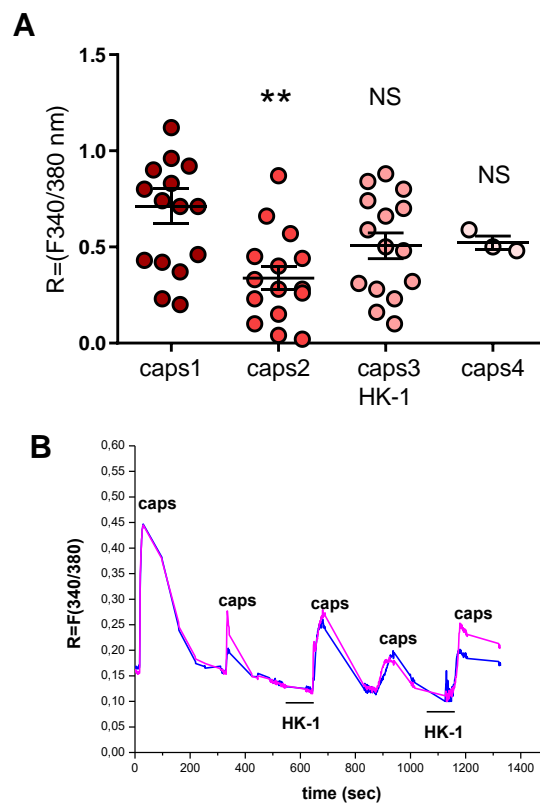 A
R=(F340/380 nm)
1.5
1.0
0.5
0.0
**
NS
NS
caps1 caps2 caps3 caps4
HK-1
B
R=F(340/380)
0,60
0,55
0,50
0,45
0,40
0,35
0,30
0,25
0,20
0,15
0,10
0,05
0,00
caps
caps
caps
caps
caps
HK-1
HK-1
0 200 400 600 800 1000 1200 1400
time (sec)